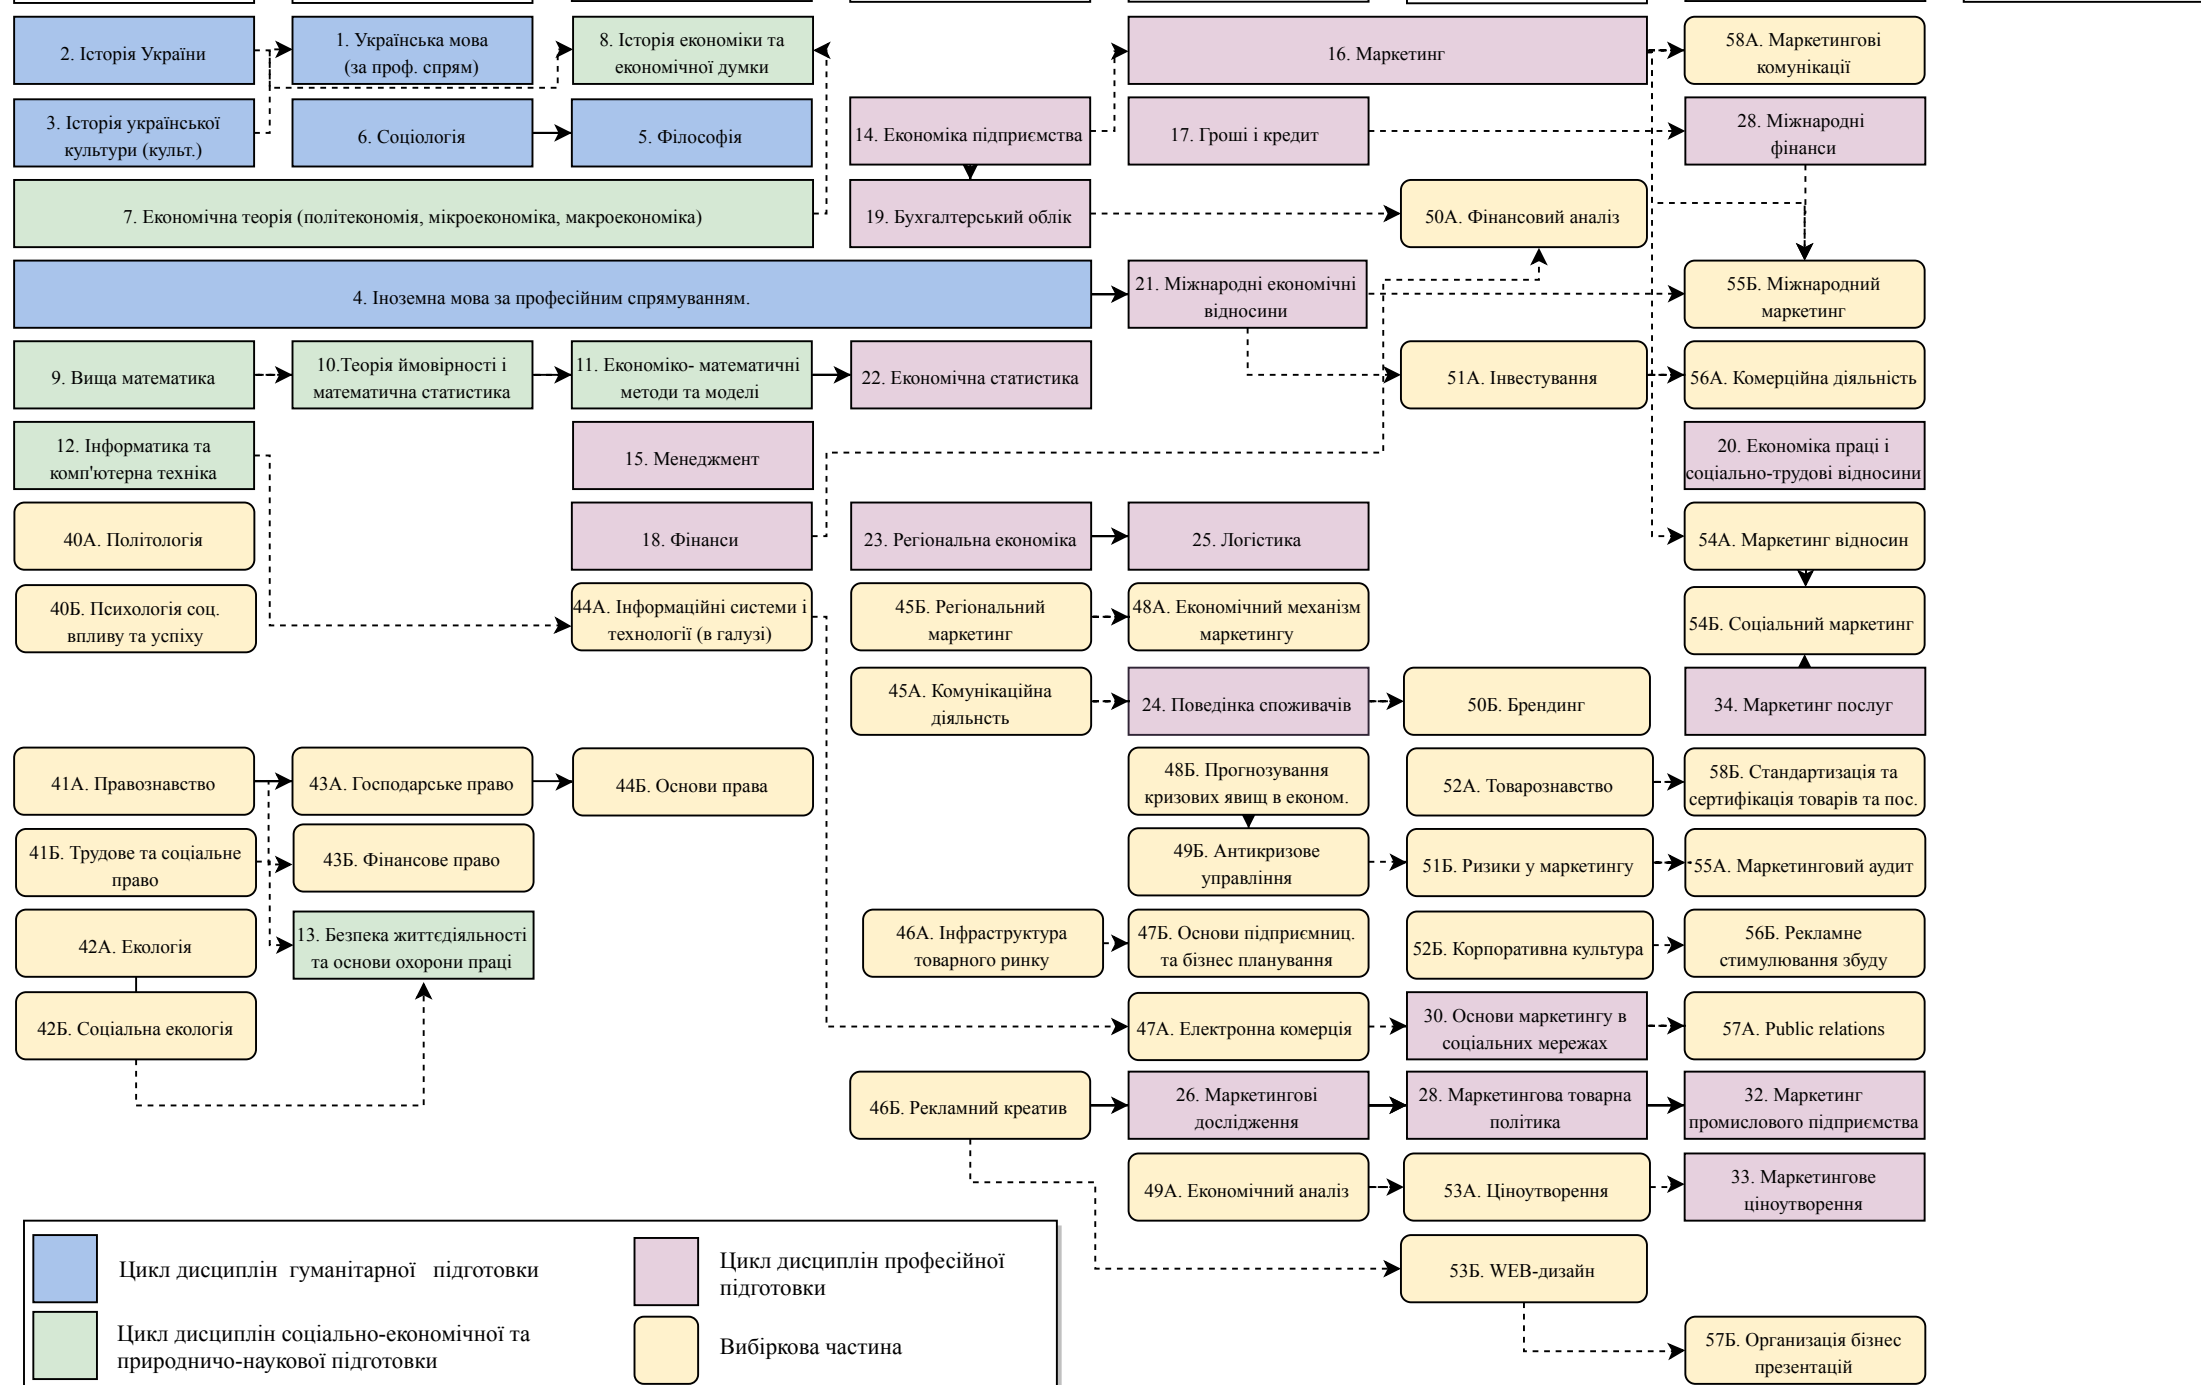 2. Історія України
1. Українська мова
(за проф. спрям)
8. Історія економіки та
економічної думки
16. Маркетинг
58А. Маркетингові
комунікації
3. Історія української
культури (культ.)
6. Соціологія
5. Філософія
14. Економіка підприємства
17. Гроші і кредит
28. Міжнародні
фінанси
7. Економічна теорія (політекономія, мікроекономіка, макроекономіка)
19. Бухгалтерський облік
50А. Фінансовий аналіз
4. Іноземна мова за професійним спрямуванням.
21. Міжнародні економічні
відносини
55Б. Міжнародний
маркетинг
9. Вища математика
10.Теорія ймовірності і
математична статистика
11. Економіко- математичні
методи та моделі
22. Економічна статистика
51А. Інвестування
56А. Комерційна діяльність
12. Інформатика та
комп'ютерна техніка
15. Менеджмент
20. Економіка праці і
соціально-трудові відносини
40А. Політологія
18. Фінанси
23. Регіональна економіка
25. Логістика
54А. Маркетинг відносин
40Б. Психологія соц.
впливу та успіху
44А. Інформаційні системи і
технології (в галузі)
45Б. Регіональний
маркетинг
48А. Економічний механізм
маркетингу
54Б. Соціальний маркетинг
45А. Комунікаційна
діяльнсть
24. Поведінка споживачів
50Б. Брендинг
34. Маркетинг послуг
41А. Правознавство
43А. Господарське право
44Б. Основи права
48Б. Прогнозування
кризових явищ в економ.
52А. Товарознавство
58Б. Стандартизація та
сертифікація товарів та пос.
41Б. Трудове та соціальне
право
43Б. Фінансове право
49Б. Антикризове
управління
51Б. Ризики у маркетингу
55А. Маркетинговий аудит
42А. Екологія
13. Безпека життєдіяльності
та основи охорони праці
46А. Інфраструктура
товарного ринку
47Б. Основи підприємниц.
та бізнес планування
52Б. Корпоративна культура
56Б. Рекламне
стимулювання збуду
42Б. Соціальна екологія
47А. Електронна комерція
30. Основи маркетингу в
соціальних мережах
57А. Public relations
46Б. Рекламний креатив
26. Маркетингові
дослідження
28. Маркетингова товарна
політика
32. Маркетинг
промислового підприємства
49А. Економічний аналіз
53А. Ціноутворення
33. Маркетингове
ціноутворення
53Б. WEB-дизайн
57Б. Организація бізнес
презентацій
Цикл дисциплін гуманітарної підготовки
Цикл дисциплін професійної
підготовки
Цикл дисциплін соціально-економічної та
природничо-наукової підготовки
Вибіркова частина